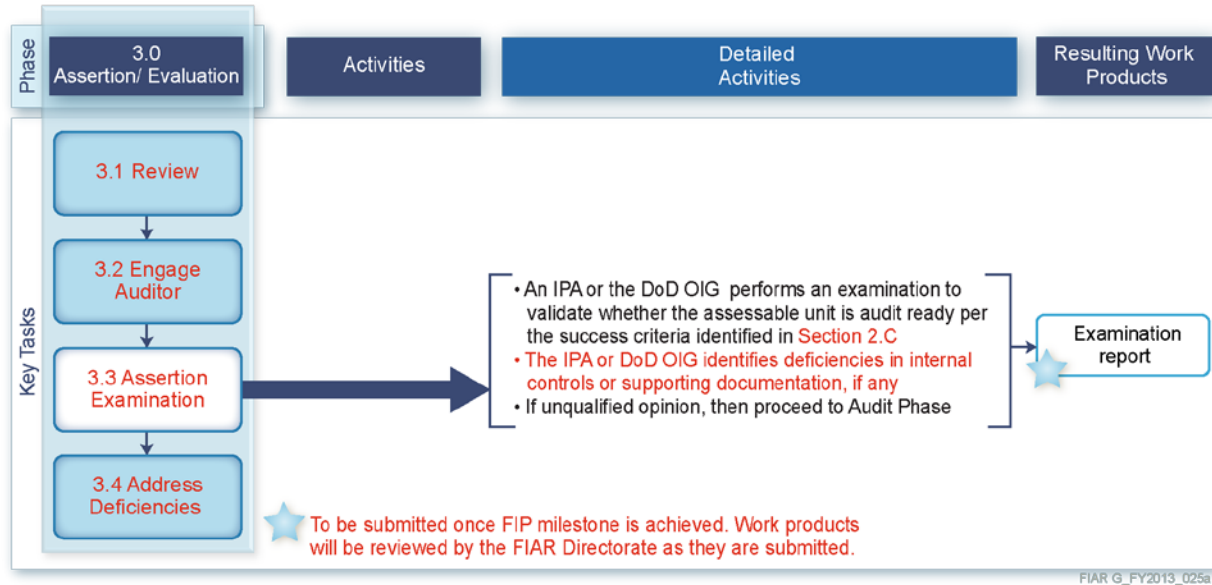 Phase
3.0
Assertion/ Evaluation
Activities
Detailed
Activities
Resulting Work
Products
Key Tasks
3.1 Review
3.2 Engage
Auditor
3.3 Assertion
Examination
3.4 Address
Deficiencies
• An IPA or the DoD OIG performs an examination to
validate whether the assessable unit is audit ready per
the success criteria identified in Section 2.C
• The IPA or DoD OIG identifies deficiencies in internal
controls or supporting documentation, if any
• If unqualified opinion, then proceed to Audit Phase
Examination
report
To be submitted once FIP milestone is achieved. Work products
will be reviewed by the FIAR Directorate as they are submitted.
FIAR G_FY2013_025a